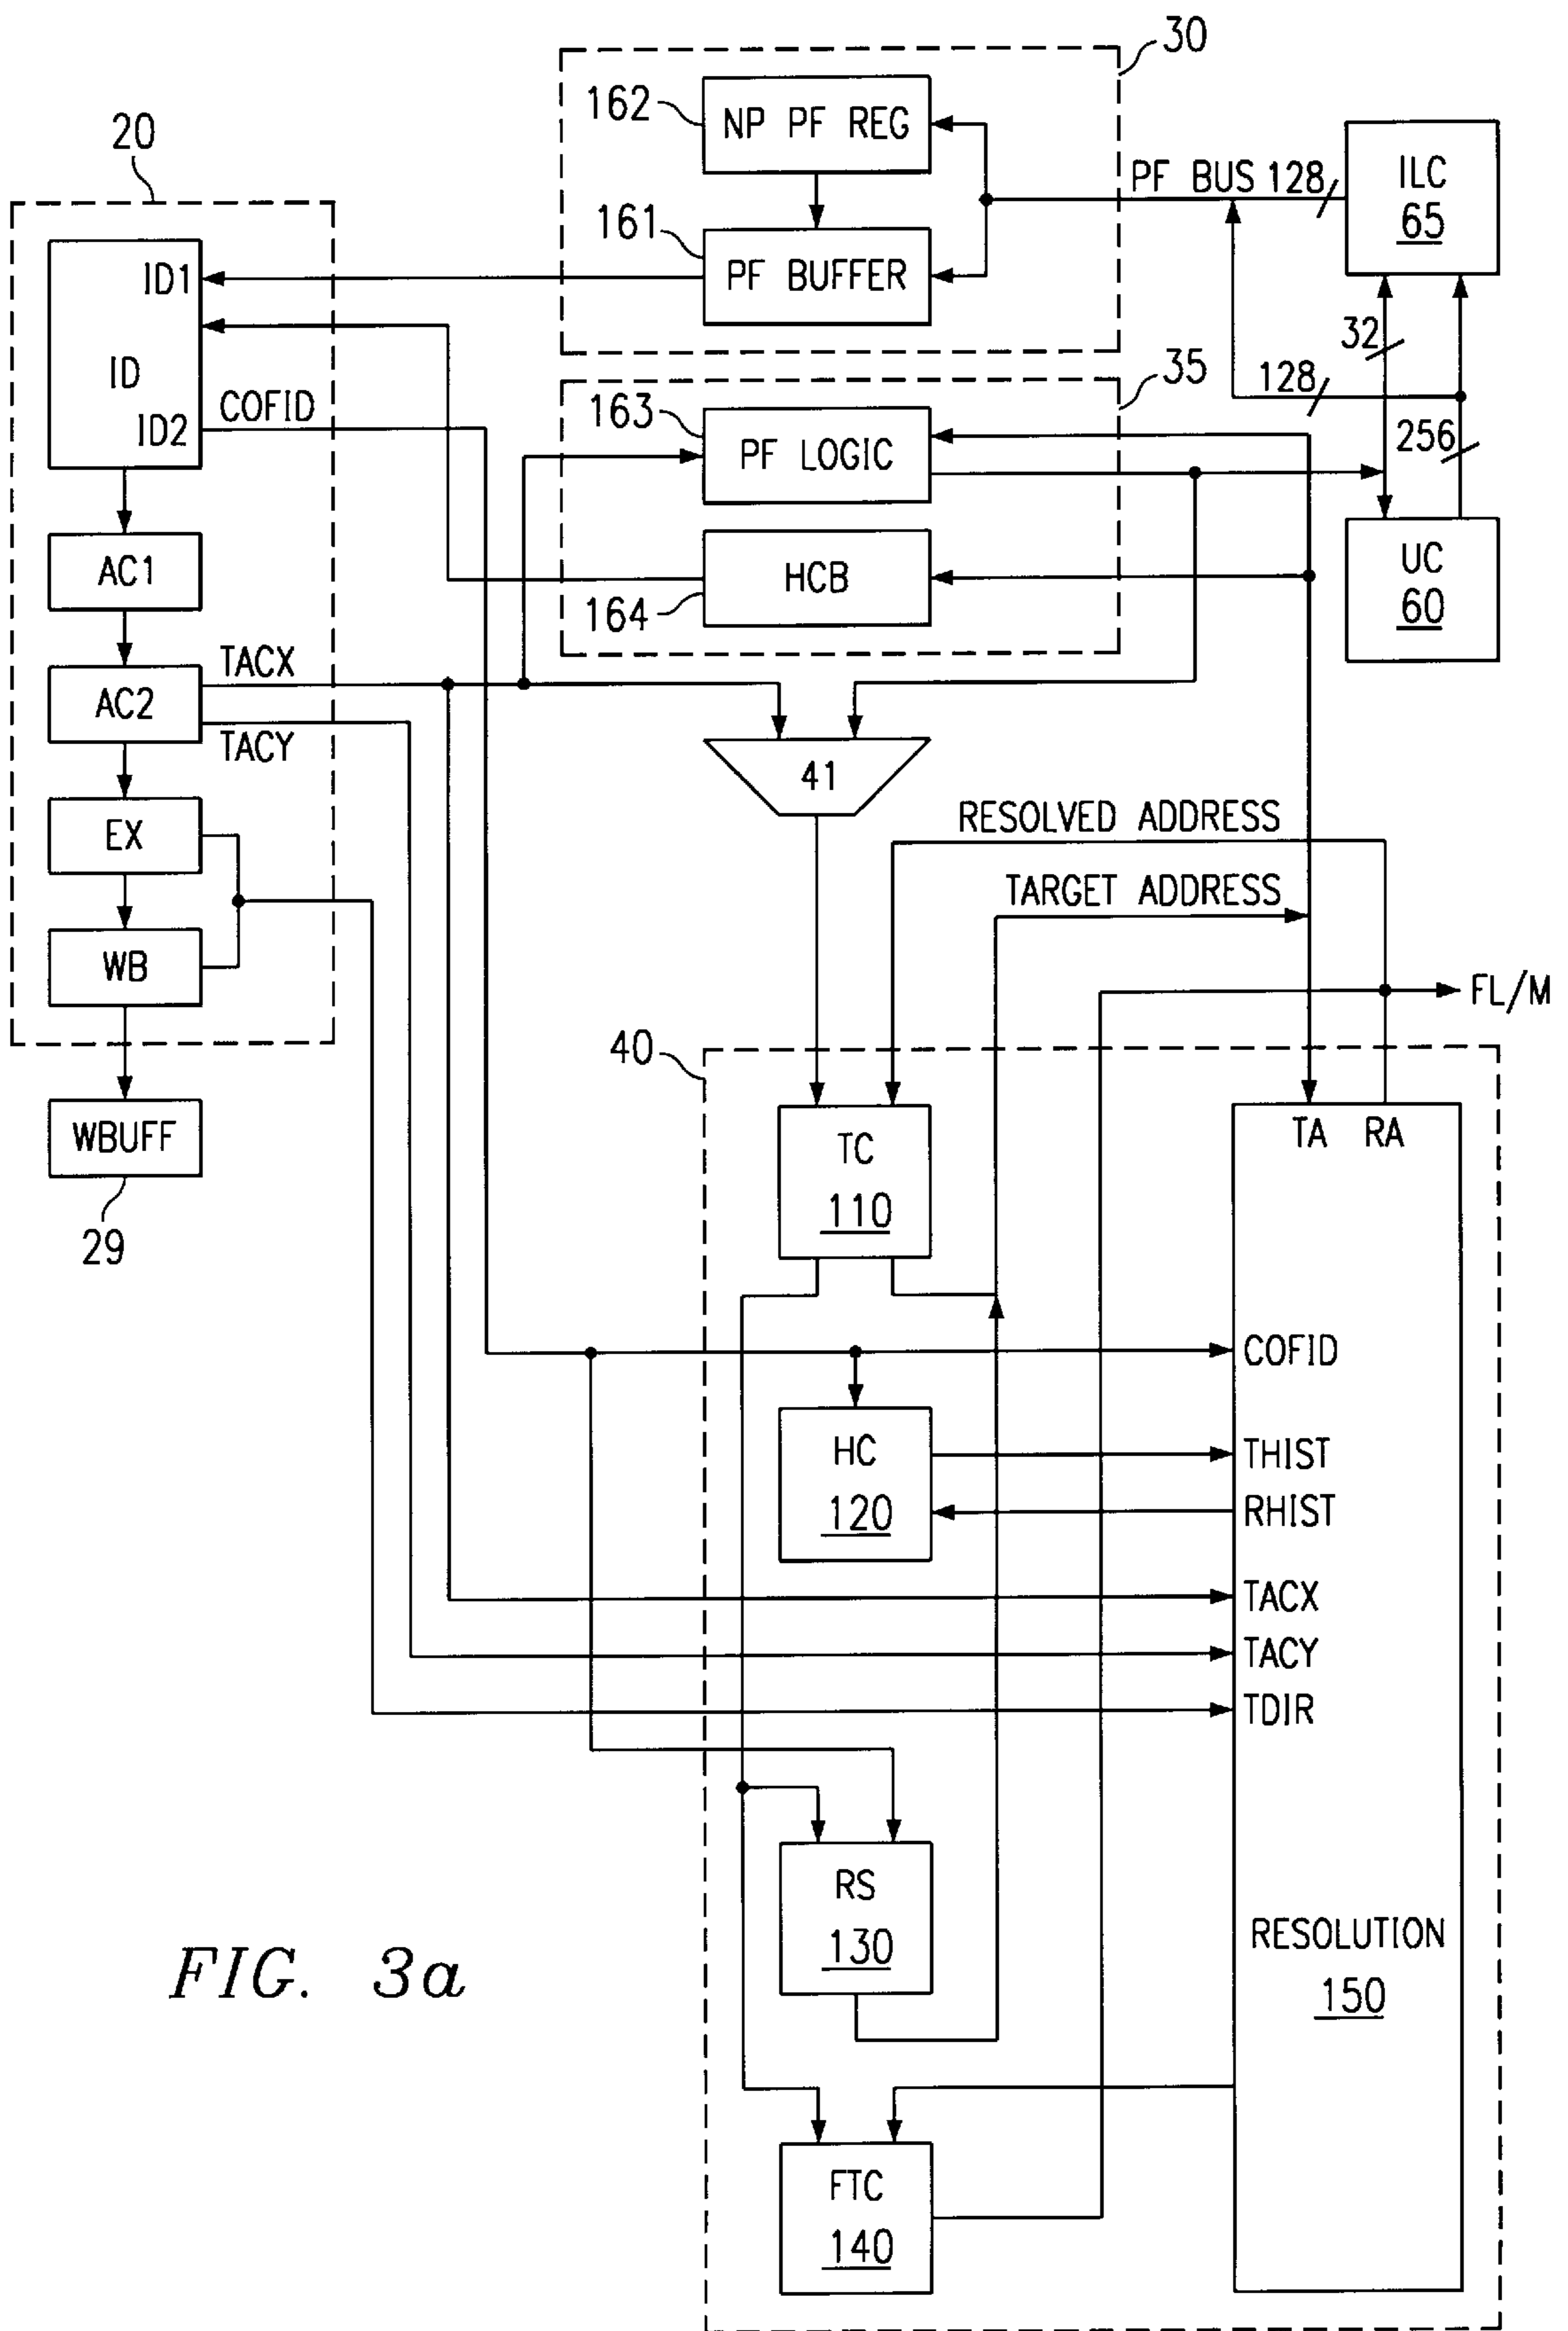 30
162
NP PF REG
20
PF BUS 128
ILC
65
161
PF BUFFER
ID1
ID
ID2
COFID
32
35
128
163
256
PF LOGIC
UC
60
AC1
HCB
164
TACX
AC2
TACY
41
EX
RESOLVED ADDRESS
TARGET ADDRESS
WB
FL/M
40
WBUFF
29
TA RA
TC
110
COFID
HC
120
THIST
RHIST
TACX
TACY
TDIR
RS
130
RESOLUTION
150
FIG. 3a
FTC
140